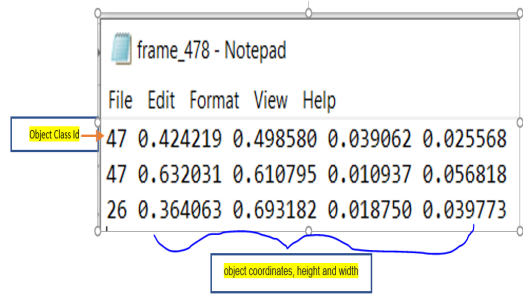 frame_478 - Notepad
File Edit Format View Help
Object Class Id
47 0.424219 0.498580 0.039062 0.025568
47 0.632031 0.610795 0.010937 0.056818
26 0.364063 0.693182 0.018750 0.039773
object coordinates, height and width